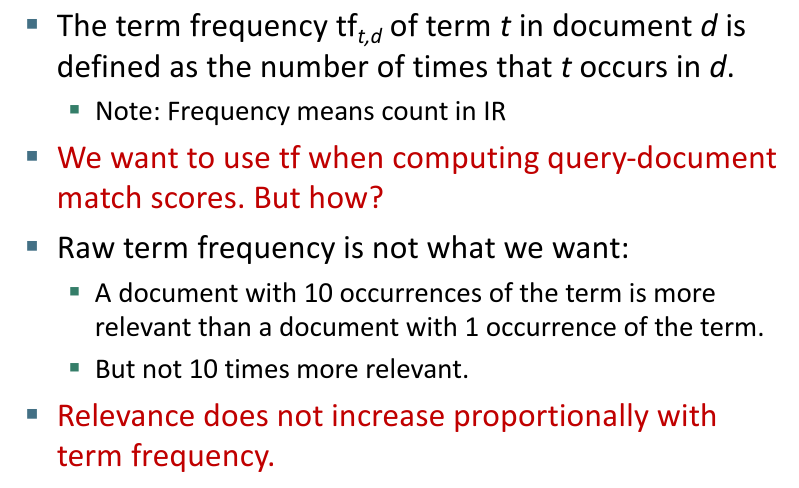 ▪ The term frequency tf_{t,d} of term t in document d is
defined as the number of times that t occurs in d.
▪ Note: Frequency means count in IR
▪ We want to use tf when computing query-document
match scores. But how?
▪ Raw term frequency is not what we want:
▪ A document with 10 occurrences of the term is more
relevant than a document with 1 occurrence of the term.
▪ But not 10 times more relevant.
▪ Relevance does not increase proportionally with
term frequency.